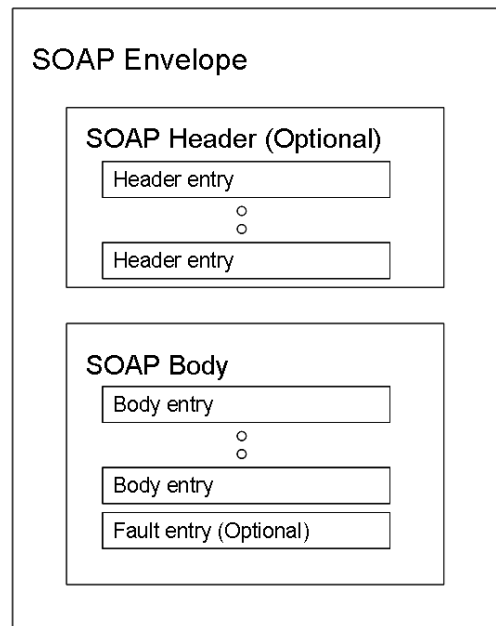 SOAP Envelope
SOAP Header (Optional)
Header entry
Header entry
SOAP Body
Body entry
Body entry
Fault entry (Optional)